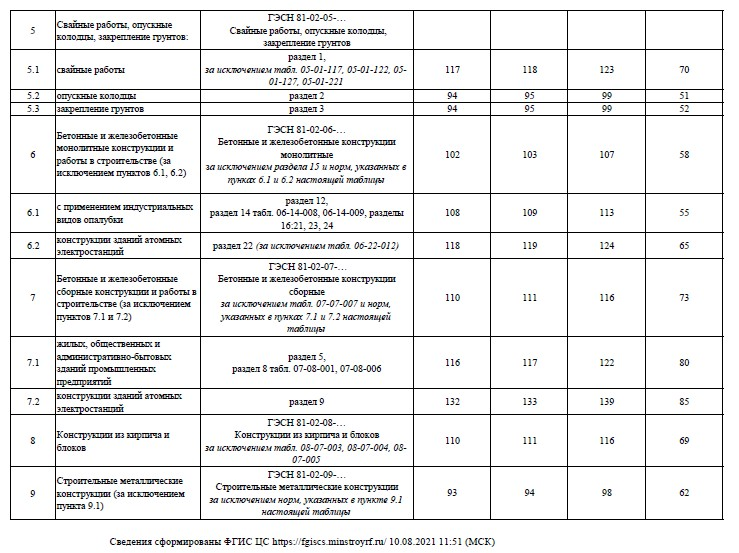 5
Свайные работы, опускные
колодцы, закрепление грунтов:
ГЭСН 81-02-05-…
Свайные работы, опускные колодцы,
закрепление грунтов
5.1
свайные работы
раздел 1,
за исключением табл. 05-01-117, 05-01-122, 05-
01-127, 05-01-221
117
118
123
70
5.2
опускные колодцы
раздел 2
94
95
99
51
5.3
закрепление грунтов
раздел 3
94
95
99
52
6
Бетонные и железобетонные
монолитные конструкции и
работы в строительстве (за
исключением пунктов 6.1, 6.2)
ГЭСН 81-02-06-…
Бетонные и железобетонные конструкции
монолитные
за исключением раздела 15 и норм, указанных в
пунках 6.1 и 6.2 настоящей таблицы
102
103
107
58
6.1
с применением индустриальных
видов опалубки
раздел 12,
раздел 14 табл. 06-14-008, 06-14-009, разделы
16:21, 23, 24
108
109
113
55
6.2
конструкции зданий атомных
электростанций
раздел 22 (за исключением табл. 06-22-012)
118
119
124
65
7
Бетонные и железобетонные
сборные конструкции и работы в
строительстве (за исключением
пунктов 7.1 и 7.2)
ГЭСН 81-02-07-…
Бетонные и железобетонные конструкции
сборные
за исключением табл. 07-07-007 и норм,
указанных в пунках 7.1 и 7.2 настоящей
таблицы
110
111
116
73
7.1
жилых, общественных и
административно-бытовых
зданий промышленных
предприятий
раздел 5,
раздел 8 табл. 07-08-001, 07-08-006
116
117
122
80
7.2
конструкции зданий атомных
электростанций
раздел 9
132
133
139
85
8
Конструкции из кирпича и
блоков
ГЭСН 81-02-08-…
Конструкции из кирпича и блоков
за исключением табл. 08-07-003, 08-07-004, 08-
07-005
110
111
116
69
9
Строительные металлические
конструкции (за исключением
пункта 9.1)
ГЭСН 81-02-09-…
Строительные металлические конструкции
за исключением норм, указанных в пункте 9.1
настоящей таблицы
93
94
98
62
Сведения сформированы ФГИС ЦС https://fgiscs.minstroyrf.ru/ 10.08.2021 11:51 (МСК)